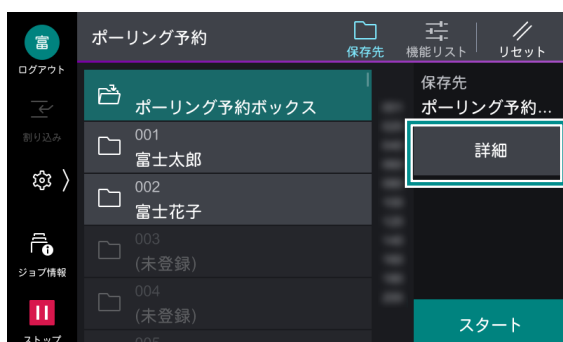 富
ログアウト
割り込み
ジョブ情報
ストップ
ポーリング予約
保存先
機能リスト
リセット
ポーリング予約ボックス
001
富士太郎
002
富士花子
003
(未登録)
004
(未登録)
005
保存先
ポーリング予約...
詳細
スタート